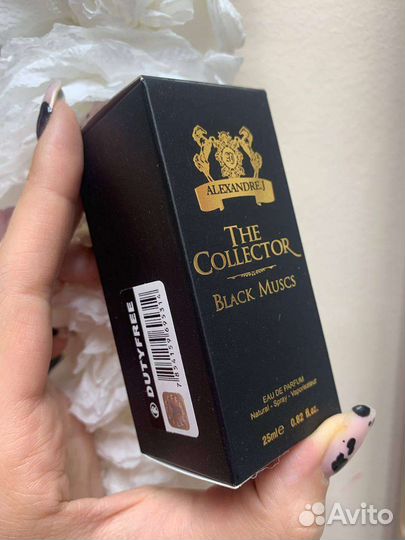 ALEXANDRE.J
THE
COLLECTOR
BLACK MUSCS
EAU DE PARFUM
Natural - Spray - Vaporisateur
25ml e 0.82 fl.oz.
® DUTYFREE
Avito